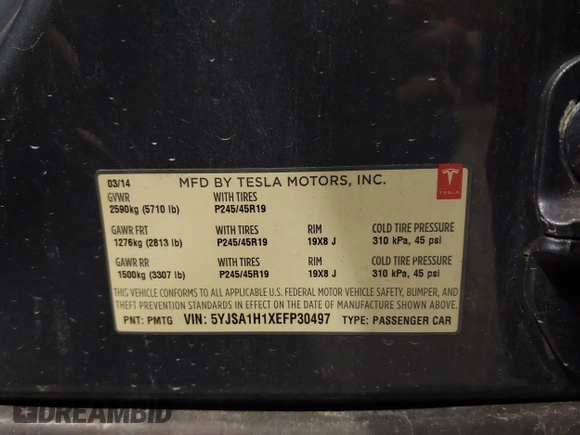 03/14 MFD BY TESLA MOTORS, INC.
TESLA
GVWR WITH TIRES
2590kg (5710 lb) P245/45R19
GAWR FRT WITH TIRES RIM COLD TIRE PRESSURE
1276kg (2813 lb) P245/45R19 19X8 J 310 kPa, 45 psi
GAWR RR WITH TIRES RIM COLD TIRE PRESSURE
1500kg (3307 lb) P245/45R19 19X8 J 310 kPa, 45 psi
THIS VEHICLE CONFORMS TO ALL APPLICABLE U.S. FEDERAL MOTOR VEHICLE SAFETY, BUMPER, AND
THEFT PREVENTION STANDARDS IN EFFECT ON THE DATE OF MANUFACTURE SHOWN ABOVE.
PNT: PMTG VIN: 5YJSA1H1XEFP30497 TYPE: PASSENGER CAR
DREAMBID